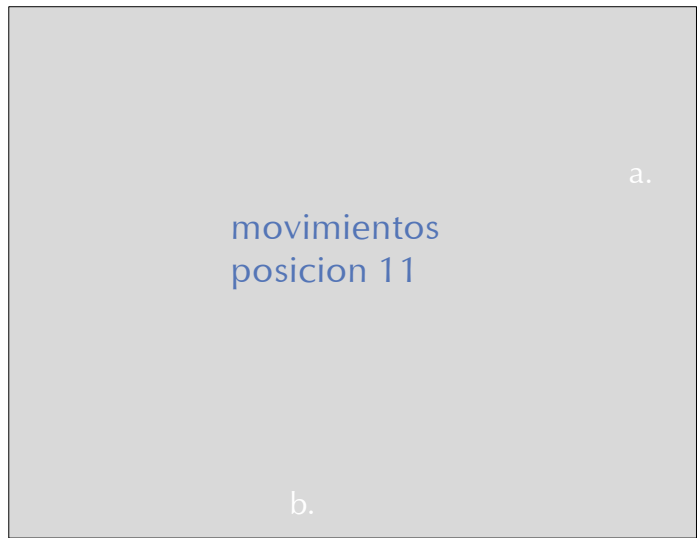 a.
movimientos
posicion 11
b.